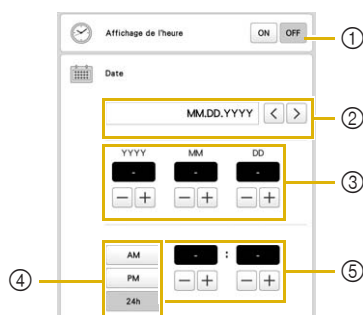 Affichage de l'heure ON OFF ①
Date
MM.DD.YYYY < > ②
YYYY MM DD
- - - ③
− + − + − +
AM - : - ⑤
④ PM − + − +
24h